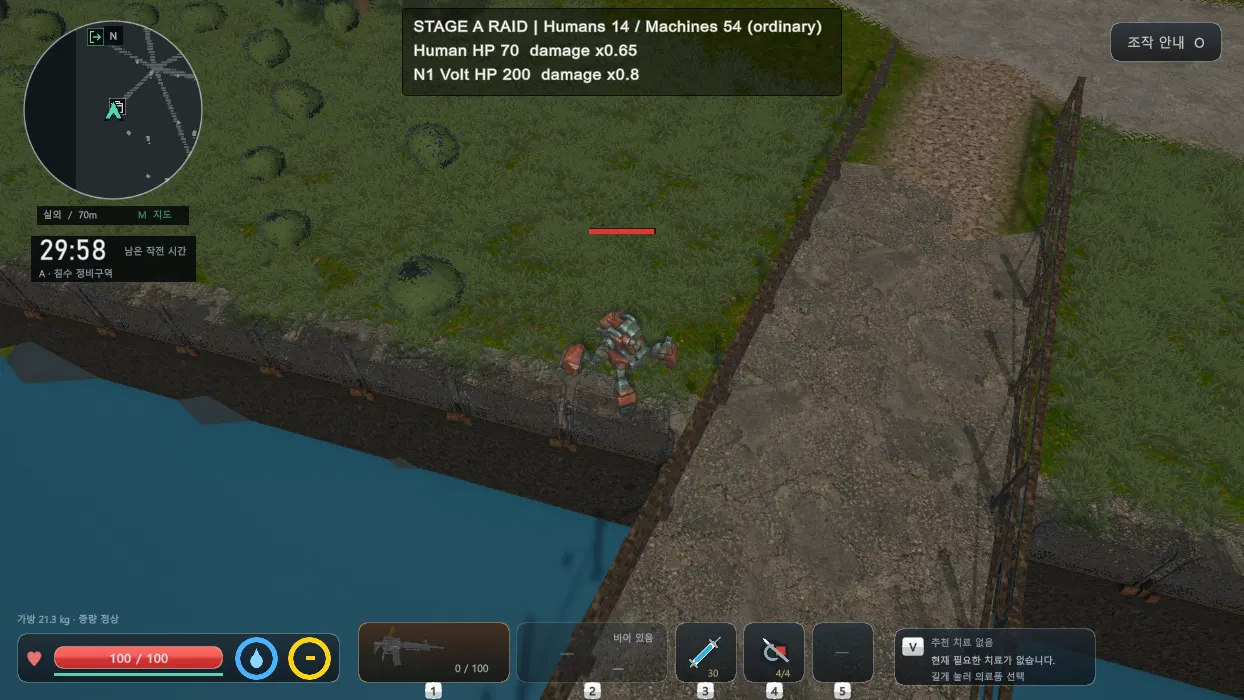 STAGE A RAID | Humans 14 / Machines 54 (ordinary)
Human HP 70 damage x0.65
N1 Volt HP 200 damage x0.8
조작 안내 O
N
실외 / 70m
M 지도
29:58
남은 작전 시간
A · 침수 정비구역
가방 21.3 kg · 중량 정상
100 / 100
0 / 100
1
비어 있음
2
30
3
4/4
4
5
V
추천 치료 없음
현재 필요한 치료가 없습니다.
길게 눌러 의료품 선택